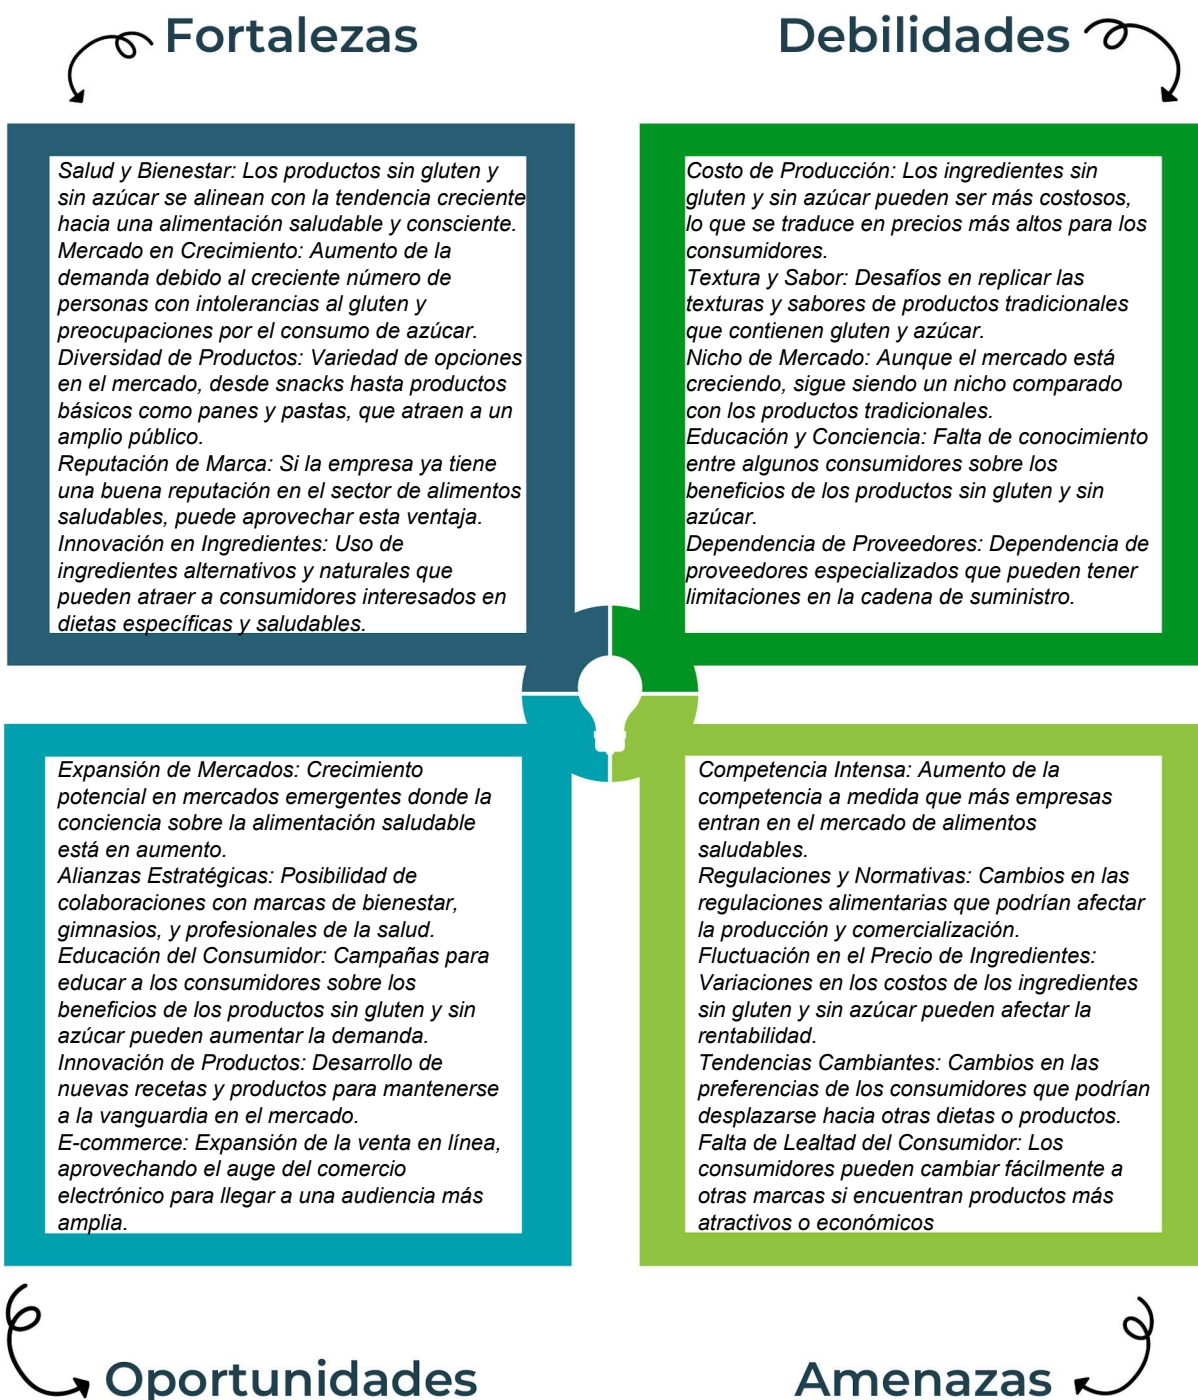 Fortalezas
Salud y Bienestar: Los productos sin gluten y
sin azúcar se alinean con la tendencia creciente
hacia una alimentación saludable y consciente.
Mercado en Crecimiento: Aumento de la
demanda debido al creciente número de
personas con intolerancias al gluten y
preocupaciones por el consumo de azúcar.
Diversidad de Productos: Variedad de opciones
en el mercado, desde snacks hasta productos
básicos como panes y pastas, que atraen a un
amplio público.
Reputación de Marca: Si la empresa ya tiene
una buena reputación en el sector de alimentos
saludables, puede aprovechar esta ventaja.
Innovación en Ingredientes: Uso de
ingredientes alternativos y naturales que
pueden atraer a consumidores interesados en
dietas específicas y saludables.
Debilidades
Costo de Producción: Los ingredientes sin
gluten y sin azúcar pueden ser más costosos,
lo que se traduce en precios más altos para los
consumidores.
Textura y Sabor: Desafíos en replicar las
texturas y sabores de productos tradicionales
que contienen gluten y azúcar.
Nicho de Mercado: Aunque el mercado está
creciendo, sigue siendo un nicho comparado
con los productos tradicionales.
Educación y Conciencia: Falta de conocimiento
entre algunos consumidores sobre los
beneficios de los productos sin gluten y sin
azúcar.
Dependencia de Proveedores: Dependencia de
proveedores especializados que pueden tener
limitaciones en la cadena de suministro.
Expansión de Mercados: Crecimiento
potencial en mercados emergentes donde la
conciencia sobre la alimentación saludable
está en aumento.
Alianzas Estratégicas: Posibilidad de
colaboraciones con marcas de bienestar,
gimnasios, y profesionales de la salud.
Educación del Consumidor: Campañas para
educar a los consumidores sobre los
beneficios de los productos sin gluten y sin
azúcar pueden aumentar la demanda.
Innovación de Productos: Desarrollo de
nuevas recetas y productos para mantenerse
a la vanguardia en el mercado.
E-commerce: Expansión de la venta en línea,
aprovechando el auge del comercio
electrónico para llegar a una audiencia más
amplia.
Oportunidades
Competencia Intensa: Aumento de la
competencia a medida que más empresas
entran en el mercado de alimentos
saludables.
Regulaciones y Normativas: Cambios en las
regulaciones alimentarias que podrían afectar
la producción y comercialización.
Fluctuación en el Precio de Ingredientes:
Variaciones en los costos de los ingredientes
sin gluten y sin azúcar pueden afectar la
rentabilidad.
Tendencias Cambiantes: Cambios en las
preferencias de los consumidores que podrían
desplazarse hacia otras dietas o productos.
Falta de Lealtad del Consumidor: Los
consumidores pueden cambiar fácilmente a
otras marcas si encuentran productos más
atractivos o económicos
Amenazas